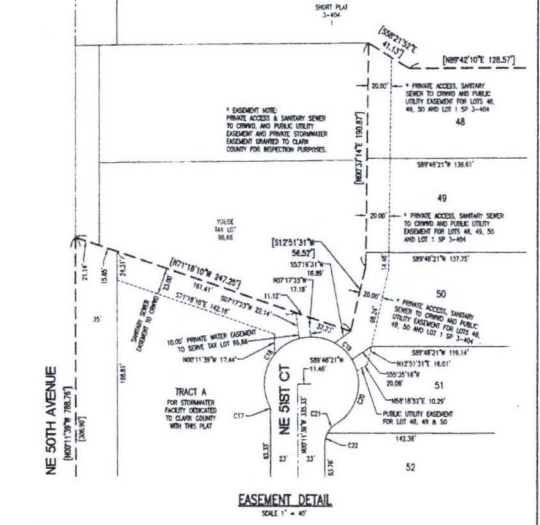 SHORT PLAT
3-404
1
[S58°21'52"E
41.13']
[N89°42'10"E 128.57']
20.00'
* PRIVATE ACCESS, SANITARY
SEWER TO CRWWD AND PUBLIC
UTILITY EASEMENT FOR LOTS 48,
49, 50 AND LOT 1 SP 3-404
48
* EASEMENT NOTE:
PRIVATE ACCESS & SANITARY SEWER
TO CRWWD, AND PUBLIC UTILITY
EASEMENT AND PRIVATE STORMWATER
EASEMENT GRANTED TO CLARK
COUNTY FOR INSPECTION PURPOSES.
[N00°37'14"E 190.87']
S89°48'21"W 136.61'
49
20.00'
* PRIVATE ACCESS, SANITARY
SEWER TO CRWWD AND PUBLIC
UTILITY EASEMENT FOR LOTS 48, 49, 50
AND LOT 1 SP 3-404
YOUDE
TAX LOT
96,66
[S12°51'31"W
56.52']
14.48'
S89°48'21"W 137.75'
50
[N71°18'10"W 247.25']
161.41'
S71°18'10"E 142.18'
S53°19'31"W
16.89'
N07°17'23"W
17.18'
S07°17'23"W 22.14'
11.12'
37.73'
20.00'
* PRIVATE ACCESS, SANITARY
SEWER TO CRWWD AND PUBLIC
UTILITY EASEMENT FOR LOTS 48,
49, 50 AND LOT 1 SP 3-404
21.14'
15.85'
24.31'
23.00'
SANITARY SEWER
EASEMENT TO CRWWD
35'
10.00' PRIVATE WATER EASEMENT
TO SERVE TAX LOT 96,66
N00°11'39"W 17.44'
C18
C19
S89°48'21"W
11.46'
S89°48'21"W 119.14'
N12°51'31"E 16.01'
S55°35'16"W
20.08'
51
N58°18'52"E 10.29'
C20
PUBLIC UTILITY EASEMENT
FOR LOT 48, 49 & 50
TRACT A
FOR STORMWATER
FACILITY DEDICATED
TO CLARK COUNTY
WITH THIS PLAT
C17
C21
C22
NE 50TH AVENUE
[N00°11'39"W 788.76']
NE 51ST CT
N00°11'39"W 335.33'
63.33'
23'
23'
63.76'
142.38'
52
EASEMENT DETAIL
SCALE 1" = 40'